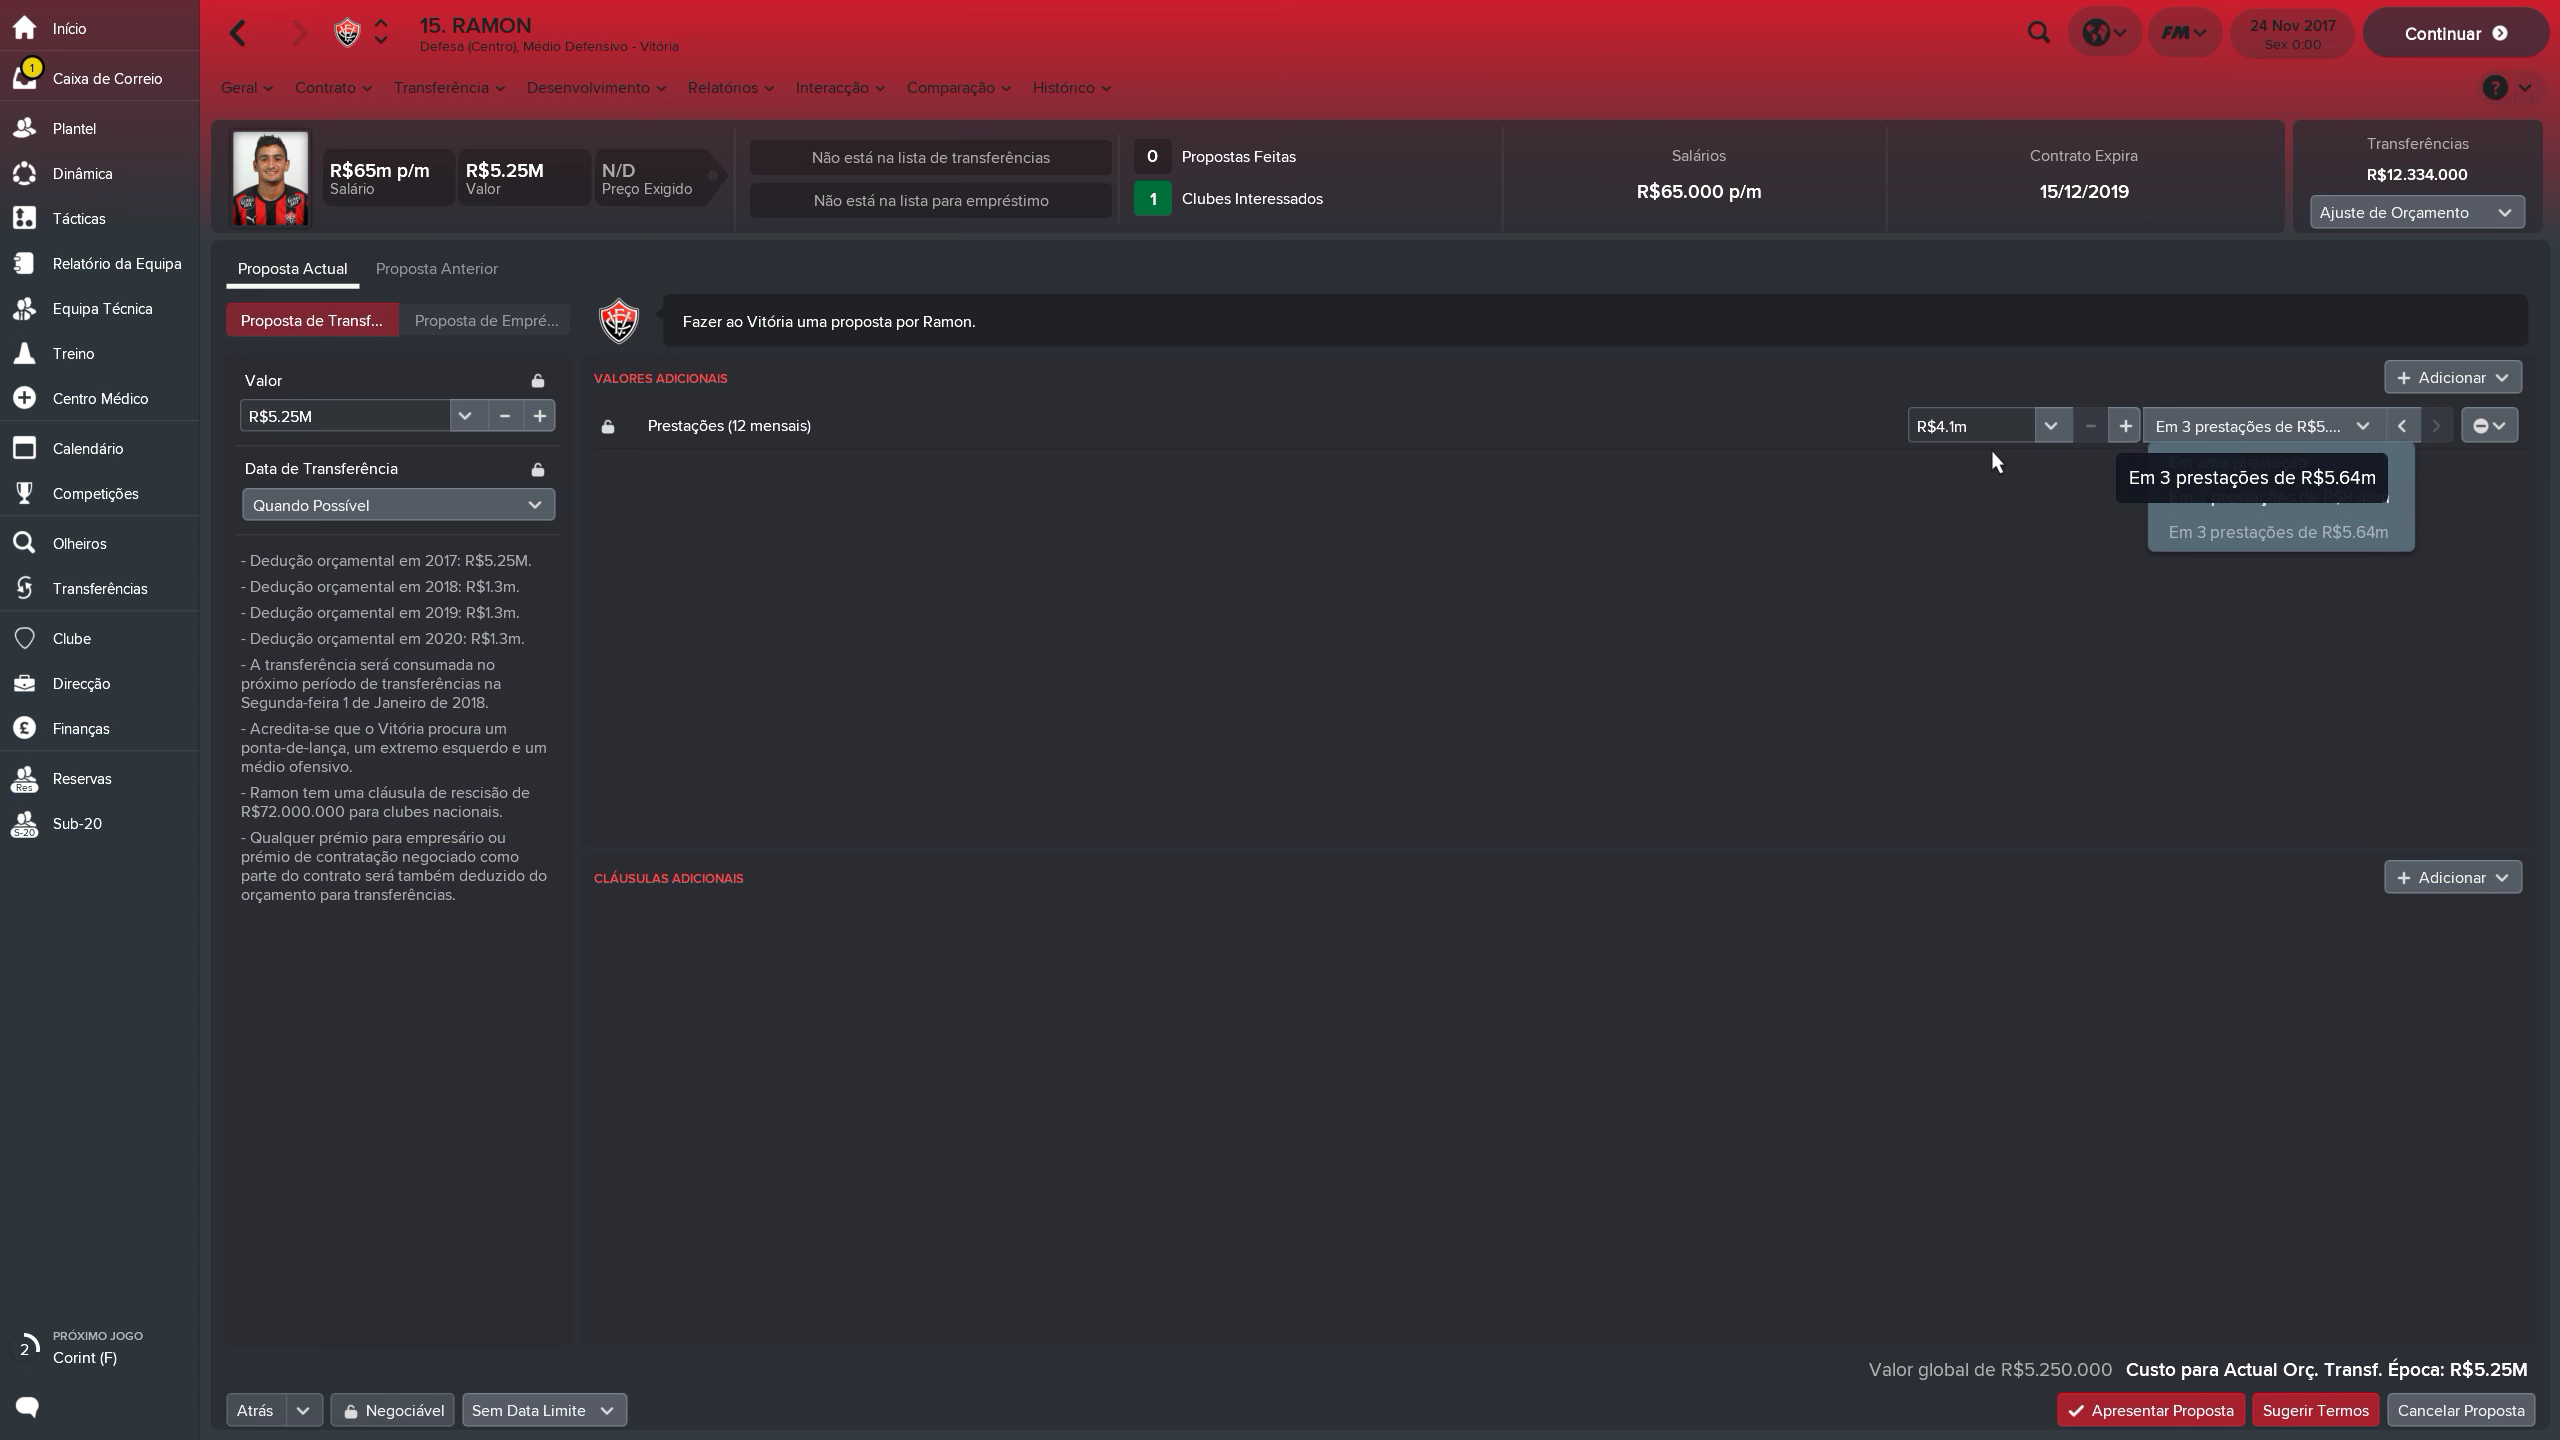 Início
1
Caixa de Correio
Plantel
Dinâmica
Tácticas
Relatório da Equipa
Equipa Técnica
Treino
Centro Médico
Calendário
Competições
Olheiros
Transferências
Clube
Direcção
Finanças
Res
Reservas
S-20
Sub-20
PRÓXIMO JOGO
2
Corint (F)
15. RAMON
Defesa (Centro), Médio Defensivo - Vitória
FM
24 Nov 2017
Sex 0:00
Continuar
Geral
Contrato
Transferência
Desenvolvimento
Relatórios
Interacção
Comparação
Histórico
?
R$65m p/m
Salário
R$5.25M
Valor
N/D
Preço Exigido
Não está na lista de transferências
Não está na lista para empréstimo
0 Propostas Feitas
1 Clubes Interessados
Salários
R$65.000 p/m
Contrato Expira
15/12/2019
Transferências
R$12.334.000
Ajuste de Orçamento
Proposta Actual
Proposta Anterior
Proposta de Transf...
Proposta de Empré...
Fazer ao Vitória uma proposta por Ramon.
Valor
R$5.25M
Data de Transferência
Quando Possível
- Dedução orçamental em 2017: R$5.25M.
- Dedução orçamental em 2018: R$1.3m.
- Dedução orçamental em 2019: R$1.3m.
- Dedução orçamental em 2020: R$1.3m.
- A transferência será consumada no
próximo período de transferências na
Segunda-feira 1 de Janeiro de 2018.
- Acredita-se que o Vitória procura um
ponta-de-lança, um extremo esquerdo e um
médio ofensivo.
- Ramon tem uma cláusula de rescisão de
R$72.000.000 para clubes nacionais.
- Qualquer prémio para empresário ou
prémio de contratação negociado como
parte do contrato será também deduzido do
orçamento para transferências.
VALORES ADICIONAIS
+ Adicionar
Prestações (12 mensais)
R$4.1m
Em 3 prestações de R$5....
Em 3 prestações de R$5.64m
Em 3 prestações de R$5.64m
CLÁUSULAS ADICIONAIS
+ Adicionar
Valor global de R$5.250.000
Custo para Actual Orç. Transf. Época: R$5.25M
Atrás
Negociável
Sem Data Limite
Apresentar Proposta
Sugerir Termos
Cancelar Proposta